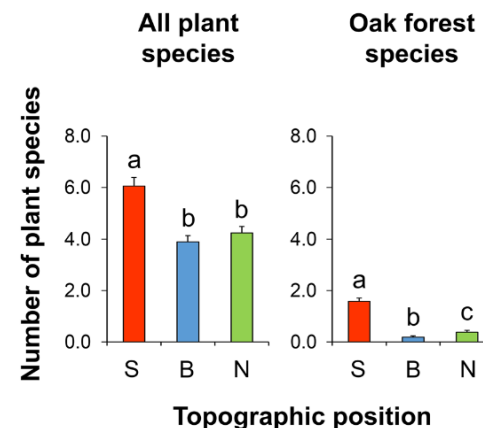 All plant
species
Oak forest
species
Number of plant species
8.0
6.0
4.0
2.0
0.0
a
b
b
S B N
8.0
6.0
4.0
2.0
0.0
a
b
c
S B N
Topographic position